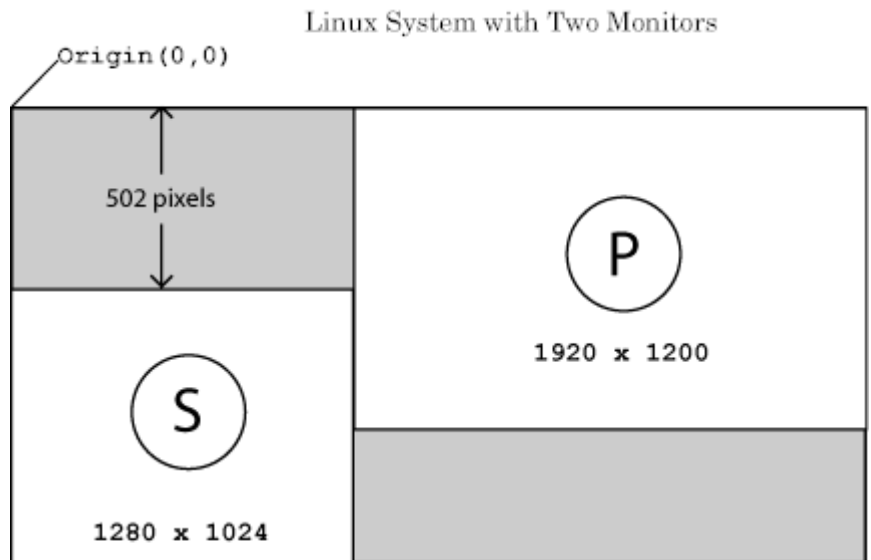 Linux System with Two Monitors
Origin(0,0)
502 pixels
P
1920 x 1200
S
1280 x 1024